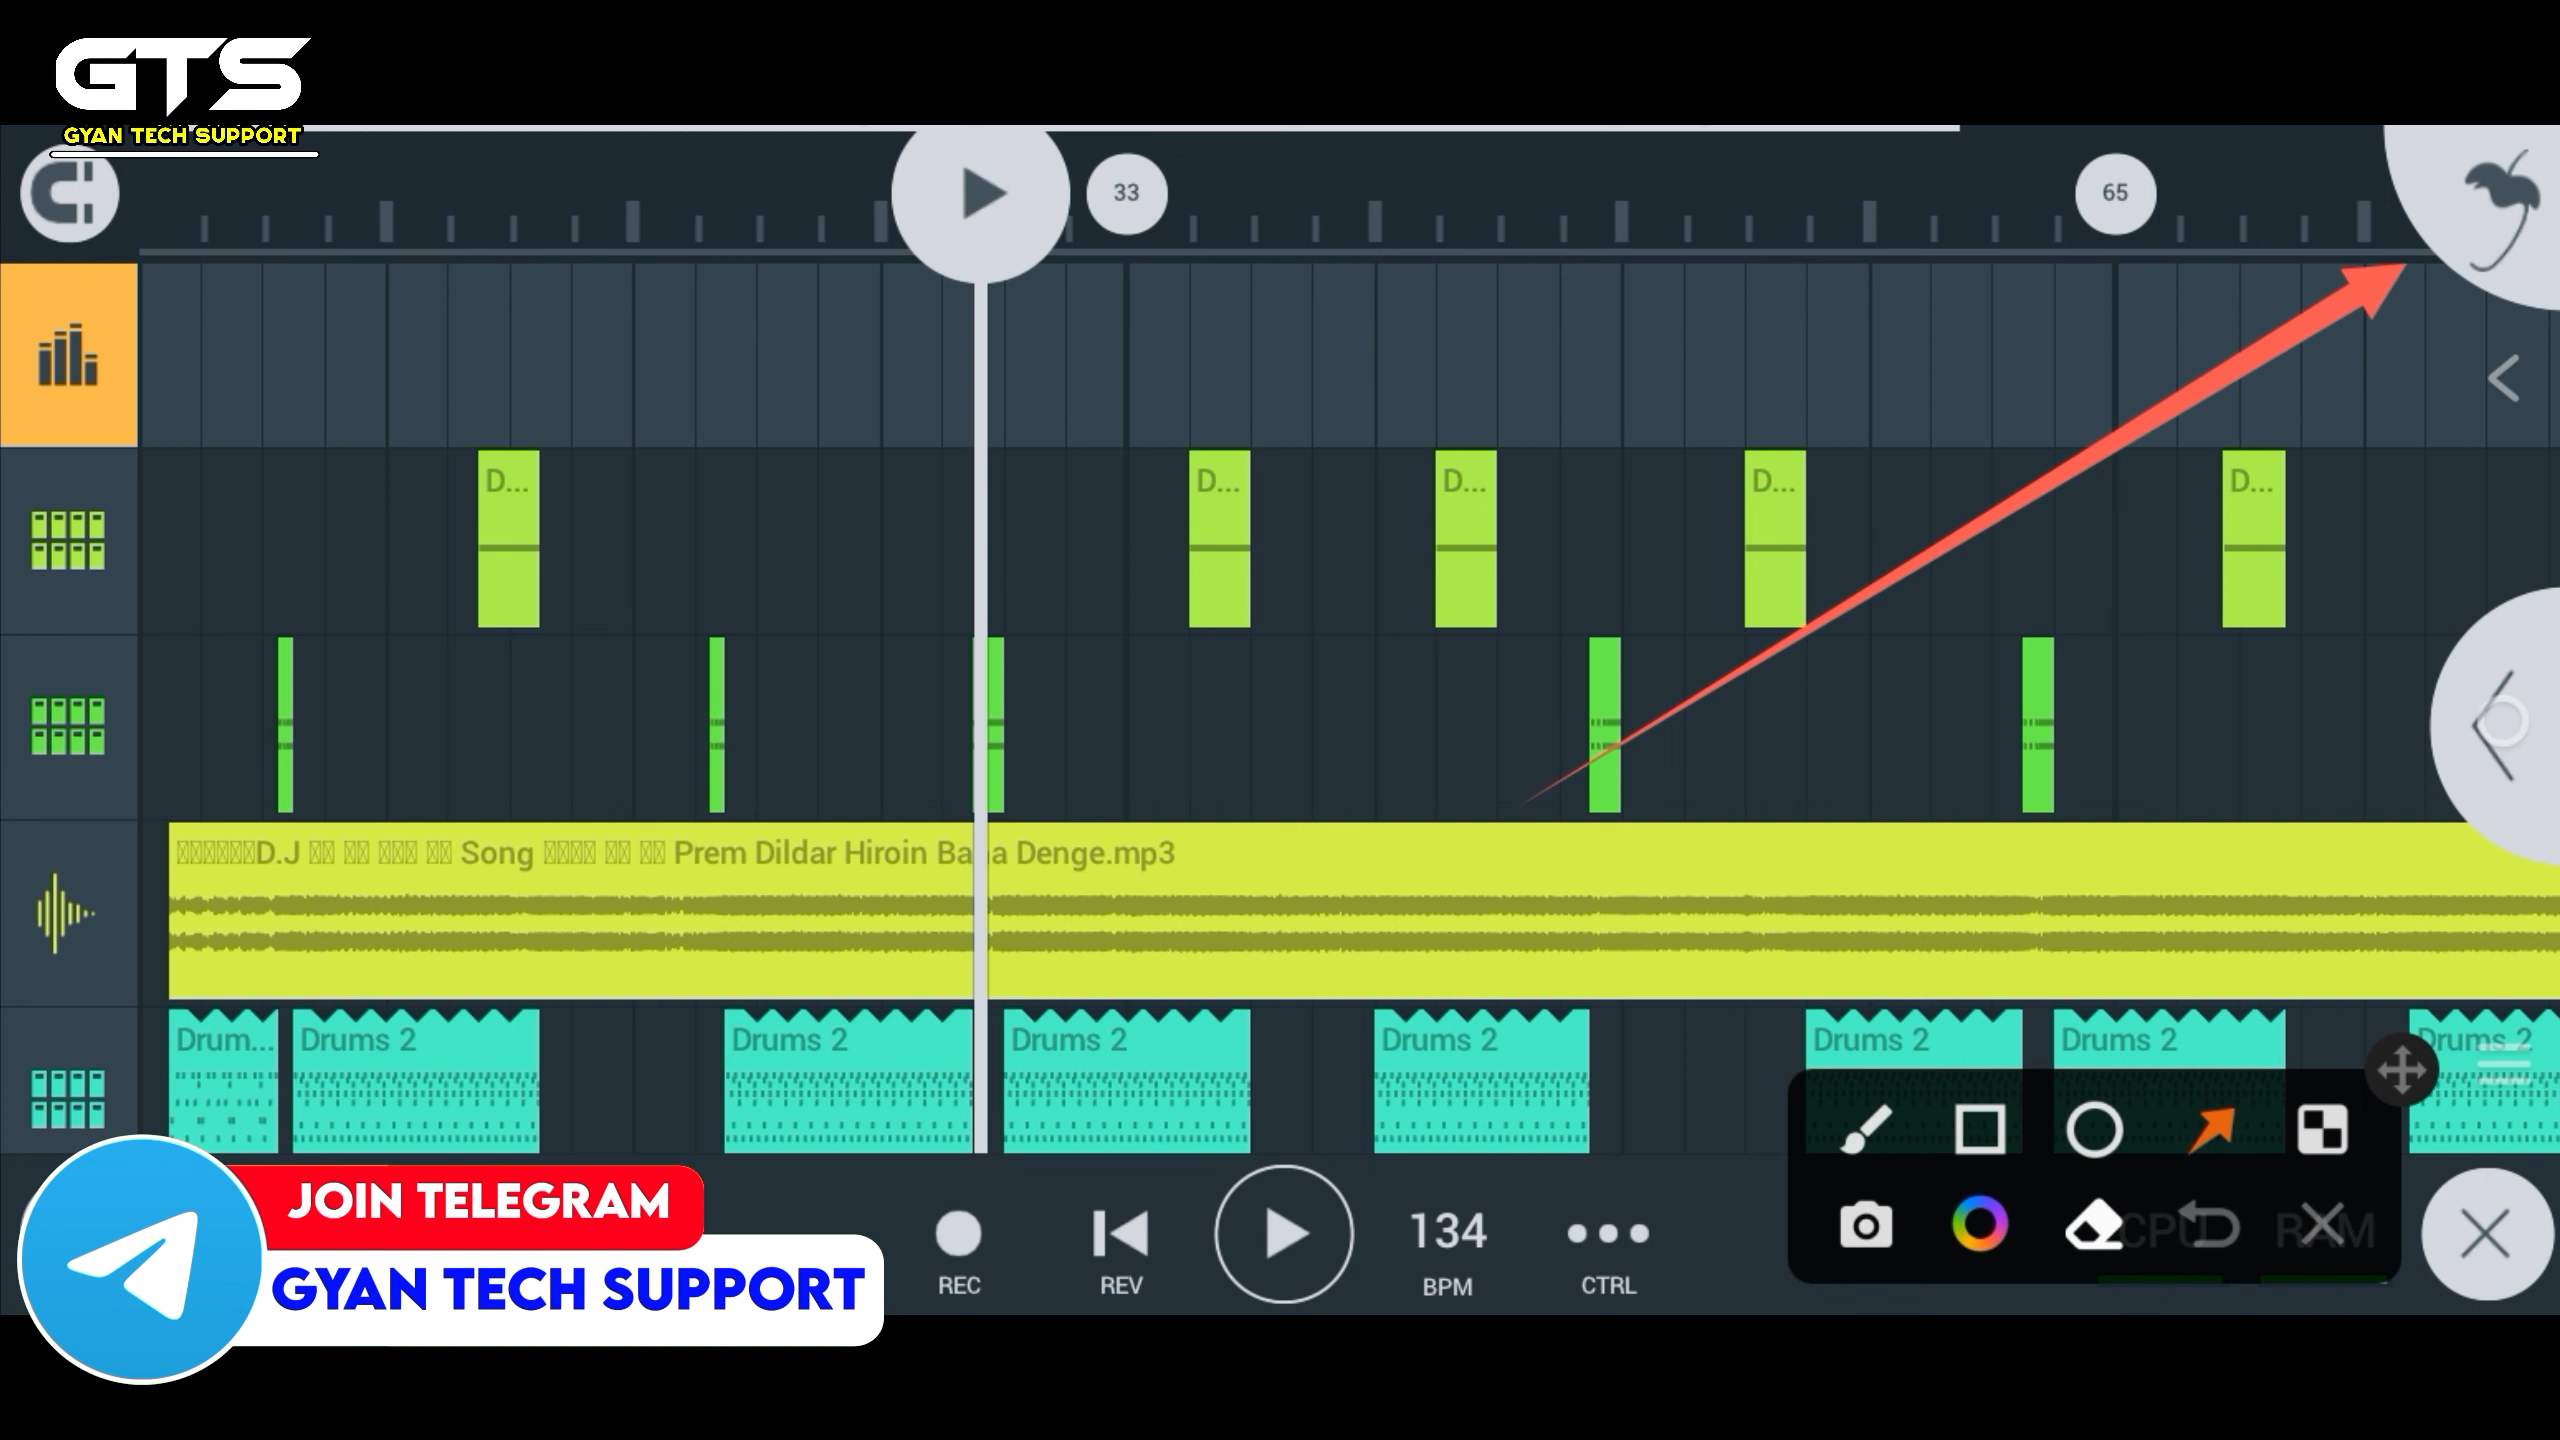 GTS
GYAN TECH SUPPORT
33
65
D...
D...
D...
D...
D...
D.J Song Prem Dildar Hiroin Ba a Denge.mp3
Drum...
Drums 2
Drums 2
Drums 2
Drums 2
Drums 2
Drums 2
Drums 2
JOIN TELEGRAM
GYAN TECH SUPPORT
REC
REV
134
BPM
CTRL
CPU
RAM